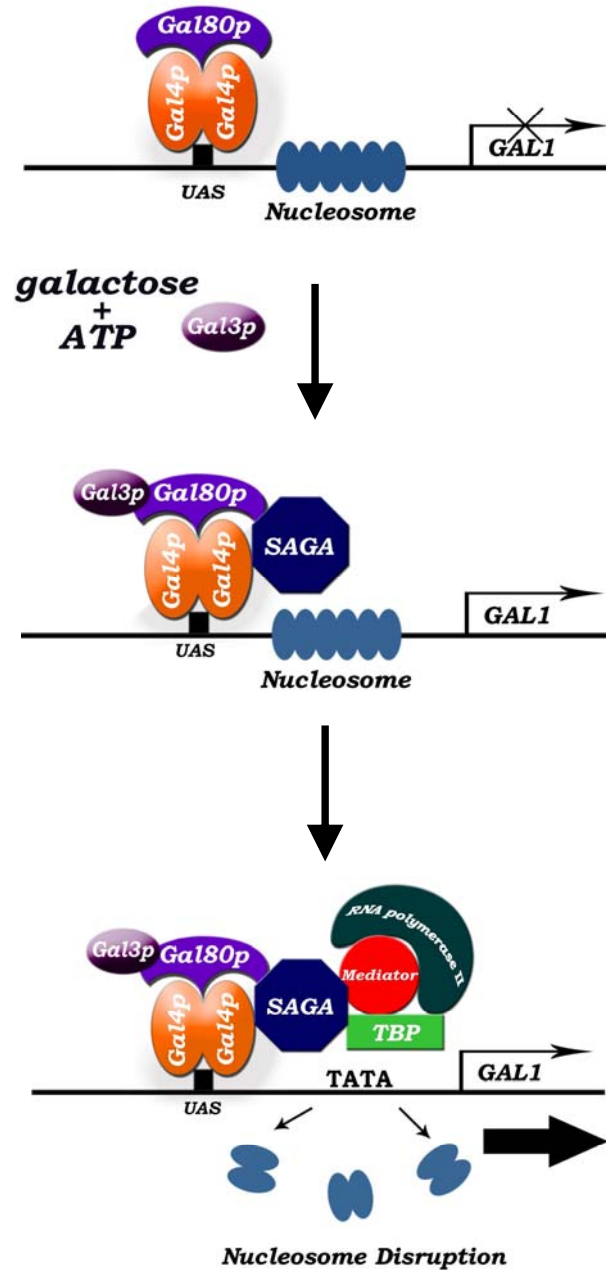 Gal80p
Gal4p Gal4p
GAL1
UAS
Nucleosome
galactose
+
ATP
Gal3p
Gal3p Gal80p
Gal4p Gal4p
SAGA
GAL1
UAS
Nucleosome
RNA polymerase II
Gal3p Gal80p
Mediator
Gal4p Gal4p
SAGA
TBP
TATA
GAL1
UAS
Nucleosome Disruption